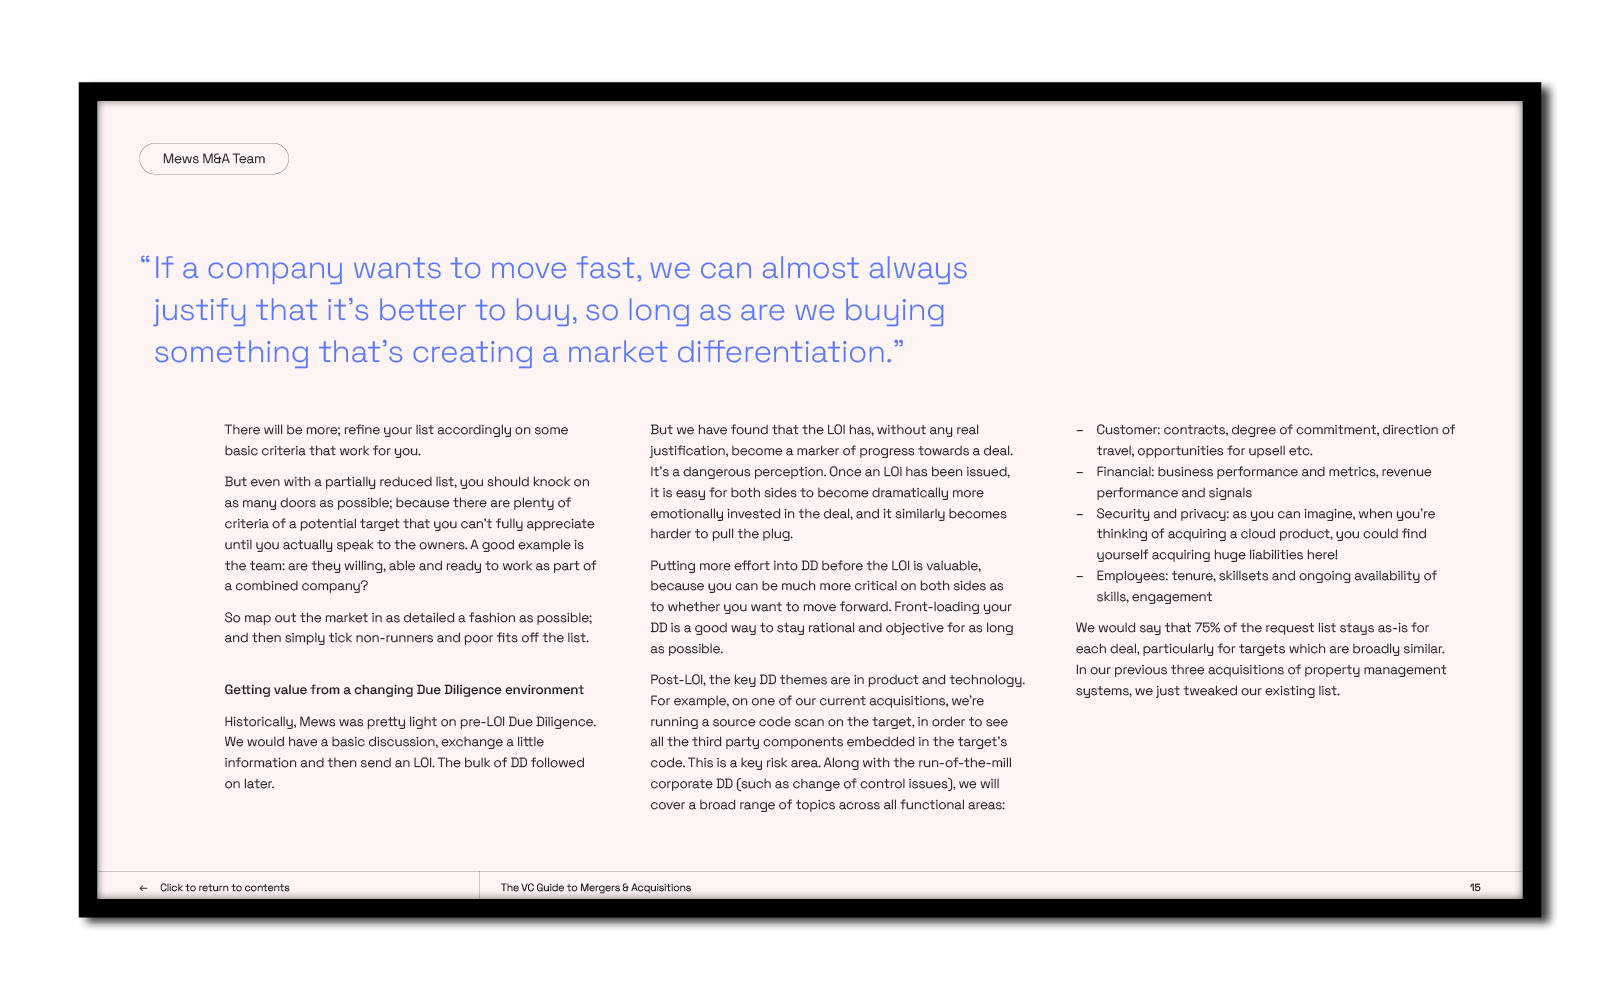 Mews M&A Team
“If a company wants to move fast, we can almost always
justify that it’s better to buy, so long as are we buying
something that’s creating a market differentiation.”
There will be more; refine your list accordingly on some
basic criteria that work for you.
But even with a partially reduced list, you should knock on
as many doors as possible; because there are plenty of
criteria of a potential target that you can’t fully appreciate
until you actually speak to the owners. A good example is
the team: are they willing, able and ready to work as part of
a combined company?
So map out the market in as detailed a fashion as possible;
and then simply tick non-runners and poor fits off the list.
Getting value from a changing Due Diligence environment
Historically, Mews was pretty light on pre-LOI Due Diligence.
We would have a basic discussion, exchange a little
information and then send an LOI. The bulk of DD followed
on later.
But we have found that the LOI has, without any real
justification, become a marker of progress towards a deal.
It’s a dangerous perception. Once an LOI has been issued,
it is easy for both sides to become dramatically more
emotionally invested in the deal, and it similarly becomes
harder to pull the plug.
Putting more effort into DD before the LOI is valuable,
because you can be much more critical on both sides as
to whether you want to move forward. Front-loading your
DD is a good way to stay rational and objective for as long
as possible.
Post-LOI, the key DD themes are in product and technology.
For example, on one of our current acquisitions, we’re
running a source code scan on the target, in order to see
all the third party components embedded in the target’s
code. This is a key risk area. Along with the run-of-the-mill
corporate DD (such as change of control issues), we will
cover a broad range of topics across all functional areas:
– Customer: contracts, degree of commitment, direction of
travel, opportunities for upsell etc.
– Financial: business performance and metrics, revenue
performance and signals
– Security and privacy: as you can imagine, when you’re
thinking of acquiring a cloud product, you could find
yourself acquiring huge liabilities here!
– Employees: tenure, skillsets and ongoing availability of
skills, engagement
We would say that 75% of the request list stays as-is for
each deal, particularly for targets which are broadly similar.
In our previous three acquisitions of property management
systems, we just tweaked our existing list.
← Click to return to contents
The VC Guide to Mergers & Acquisitions
15